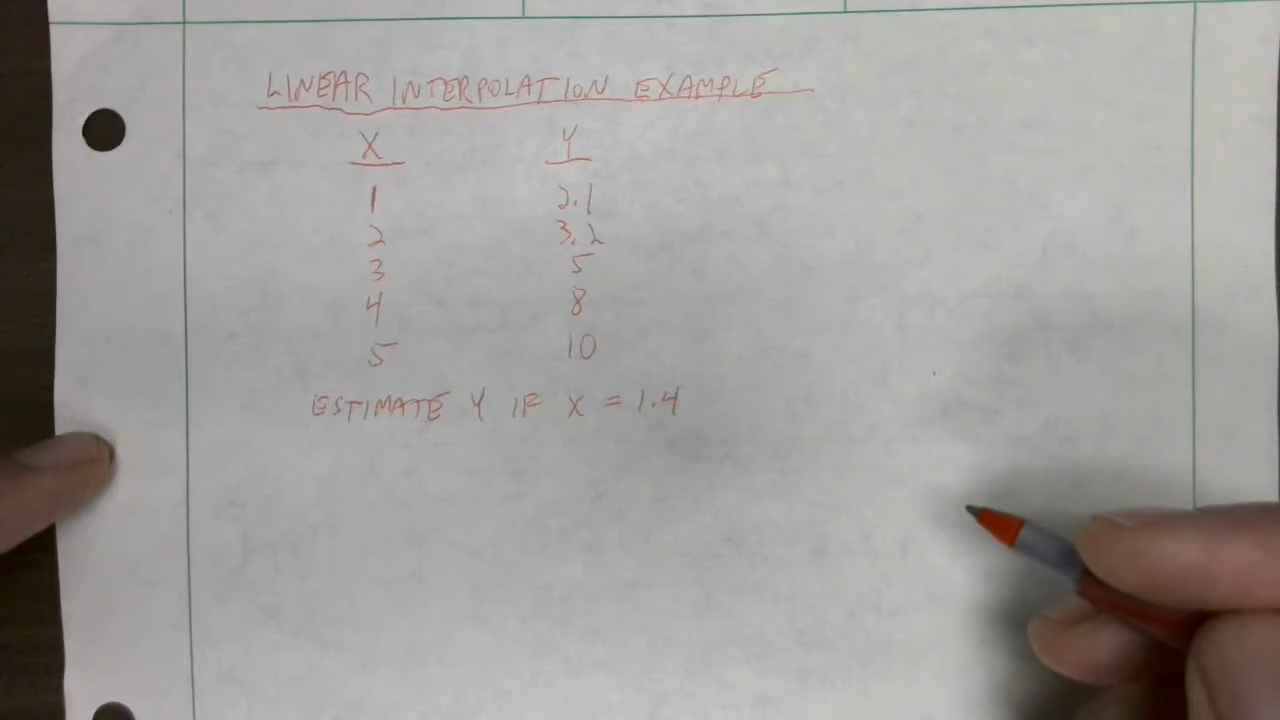 LINEAR INTERPOLATION EXAMPLE
X Y
1 2.1
2 3.2
3 5
4 8
5 10
ESTIMATE Y IF X = 1.4